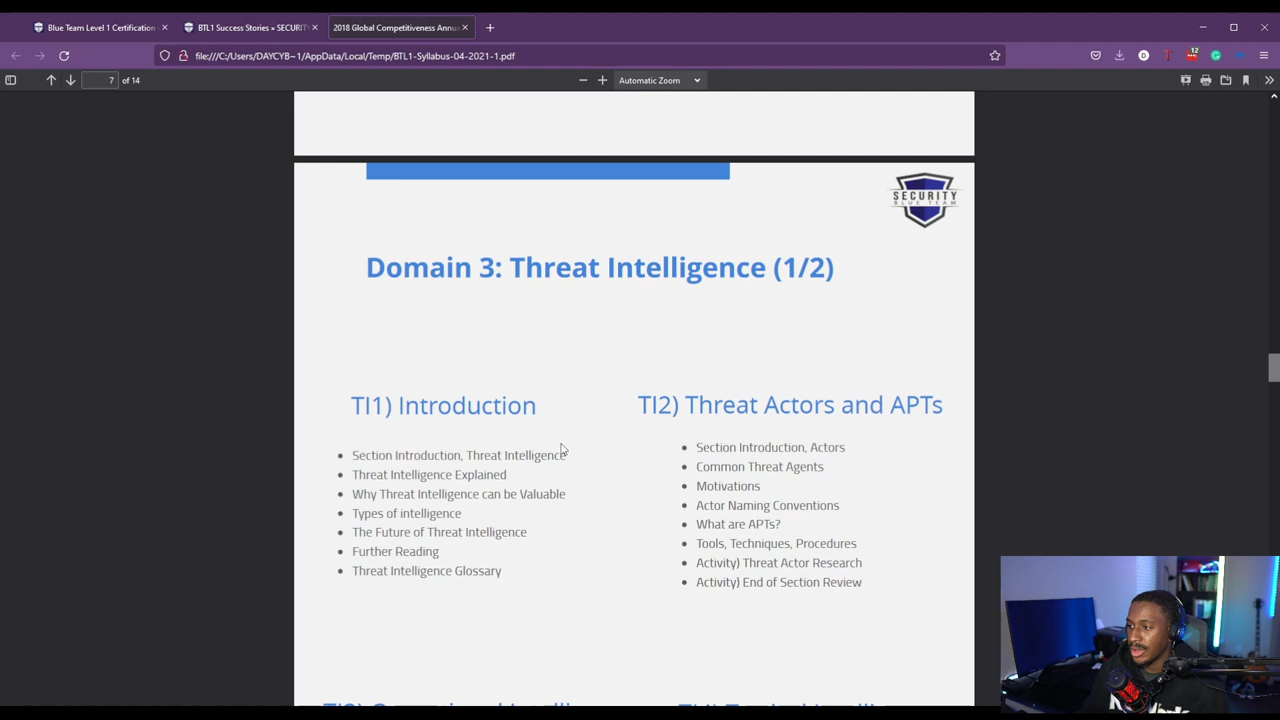 Blue Team Level 1 Certification
BTL1 Success Stories » SECURITY
2018 Global Competitiveness Annua
file:///C:/Users/DAYCYB~1/AppData/Local/Temp/BTL1-Syllabus-04-2021-1.pdf
12
7 of 14
Automatic Zoom
SECURITY
BLUE TEAM
Domain 3: Threat Intelligence (1/2)
TI1) Introduction
Section Introduction, Threat Intelligence
Threat Intelligence Explained
Why Threat Intelligence can be Valuable
Types of intelligence
The Future of Threat Intelligence
Further Reading
Threat Intelligence Glossary
TI2) Threat Actors and APTs
Section Introduction, Actors
Common Threat Agents
Motivations
Actor Naming Conventions
What are APTs?
Tools, Techniques, Procedures
Activity) Threat Actor Research
Activity) End of Section Review